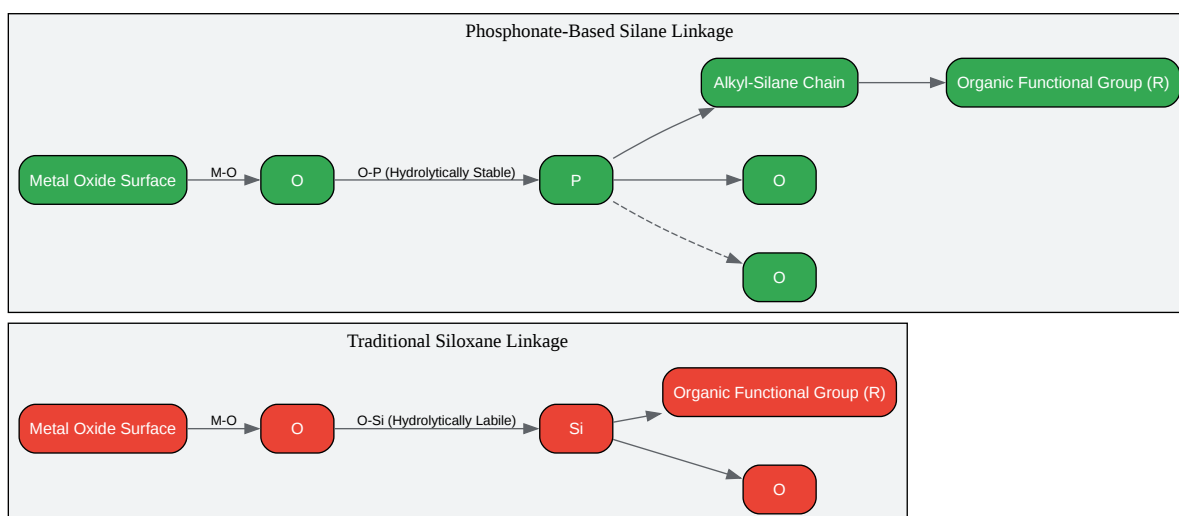 Phosphonate-Based Silane Linkage
Alkyl-Silane Chain
Organic Functional Group (R)
Metal Oxide Surface
M-O
O
O-P (Hydrolytically Stable)
P
O
O
Traditional Siloxane Linkage
Organic Functional Group (R)
Metal Oxide Surface
M-O
O
O-Si (Hydrolytically Labile)
Si
O